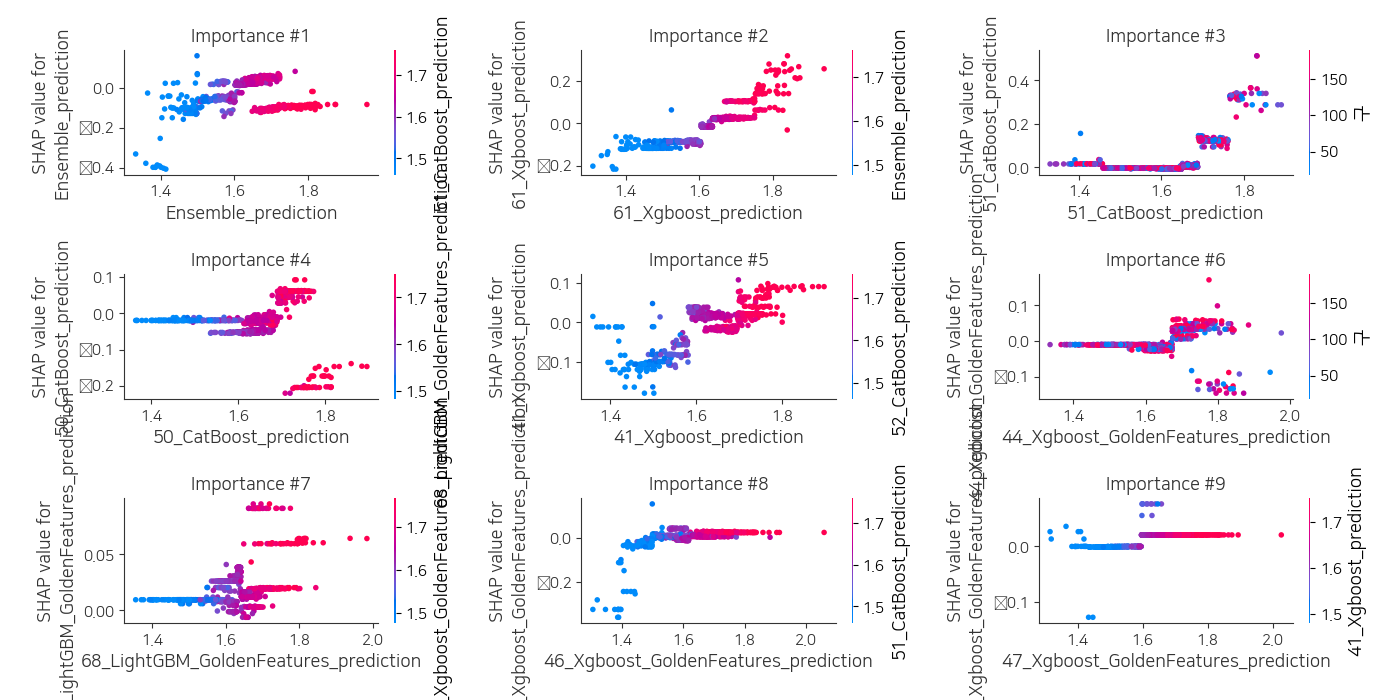 Importance #1
SHAP value for
Ensemble_prediction
0.0
0.2
0.4
1.4
1.6
1.8
Ensemble_prediction
1.7
1.6
1.5
51_CatBoost_prediction
Importance #2
SHAP value for
61_Xgboost_prediction
0.2
0.0
0.2
1.4
1.6
1.8
61_Xgboost_prediction
1.7
1.6
1.5
Ensemble_prediction
Importance #3
SHAP value for
51_CatBoost_prediction
0.4
0.2
0.0
1.4
1.6
1.8
51_CatBoost_prediction
150
100
50
Importance #4
SHAP value for
50_CatBoost_prediction
0.1
0.0
0.1
0.2
1.4
1.6
1.8
50_CatBoost_prediction
1.7
1.6
1.5
Importance #5
SHAP value for
41_Xgboost_prediction
0.1
0.0
0.1
1.4
1.6
1.8
41_Xgboost_prediction
1.7
1.6
1.5
52_CatBoost_prediction
Importance #6
SHAP value for
44_Xgboost_GoldenFeatures_prediction
0.1
0.0
0.1
1.4
1.6
1.8
2.0
44_Xgboost_GoldenFeatures_prediction
150
100
50
Importance #7
SHAP value for
_LightGBM_GoldenFeatures_prediction
0.05
0.00
1.4
1.6
1.8
2.0
68_LightGBM_GoldenFeatures_prediction
1.7
1.6
1.5
_Xgboost_GoldenFeatures_prediction
Importance #8
SHAP value for
_Xgboost_GoldenFeatures_prediction
0.0
0.2
1.4
1.6
1.8
2.0
46_Xgboost_GoldenFeatures_prediction
1.7
1.6
1.5
51_CatBoost_prediction
Importance #9
SHAP value for
_Xgboost_GoldenFeatures_prediction
0.0
0.1
1.4
1.6
1.8
2.0
47_Xgboost_GoldenFeatures_prediction
1.7
1.6
1.5
41_Xgboost_prediction